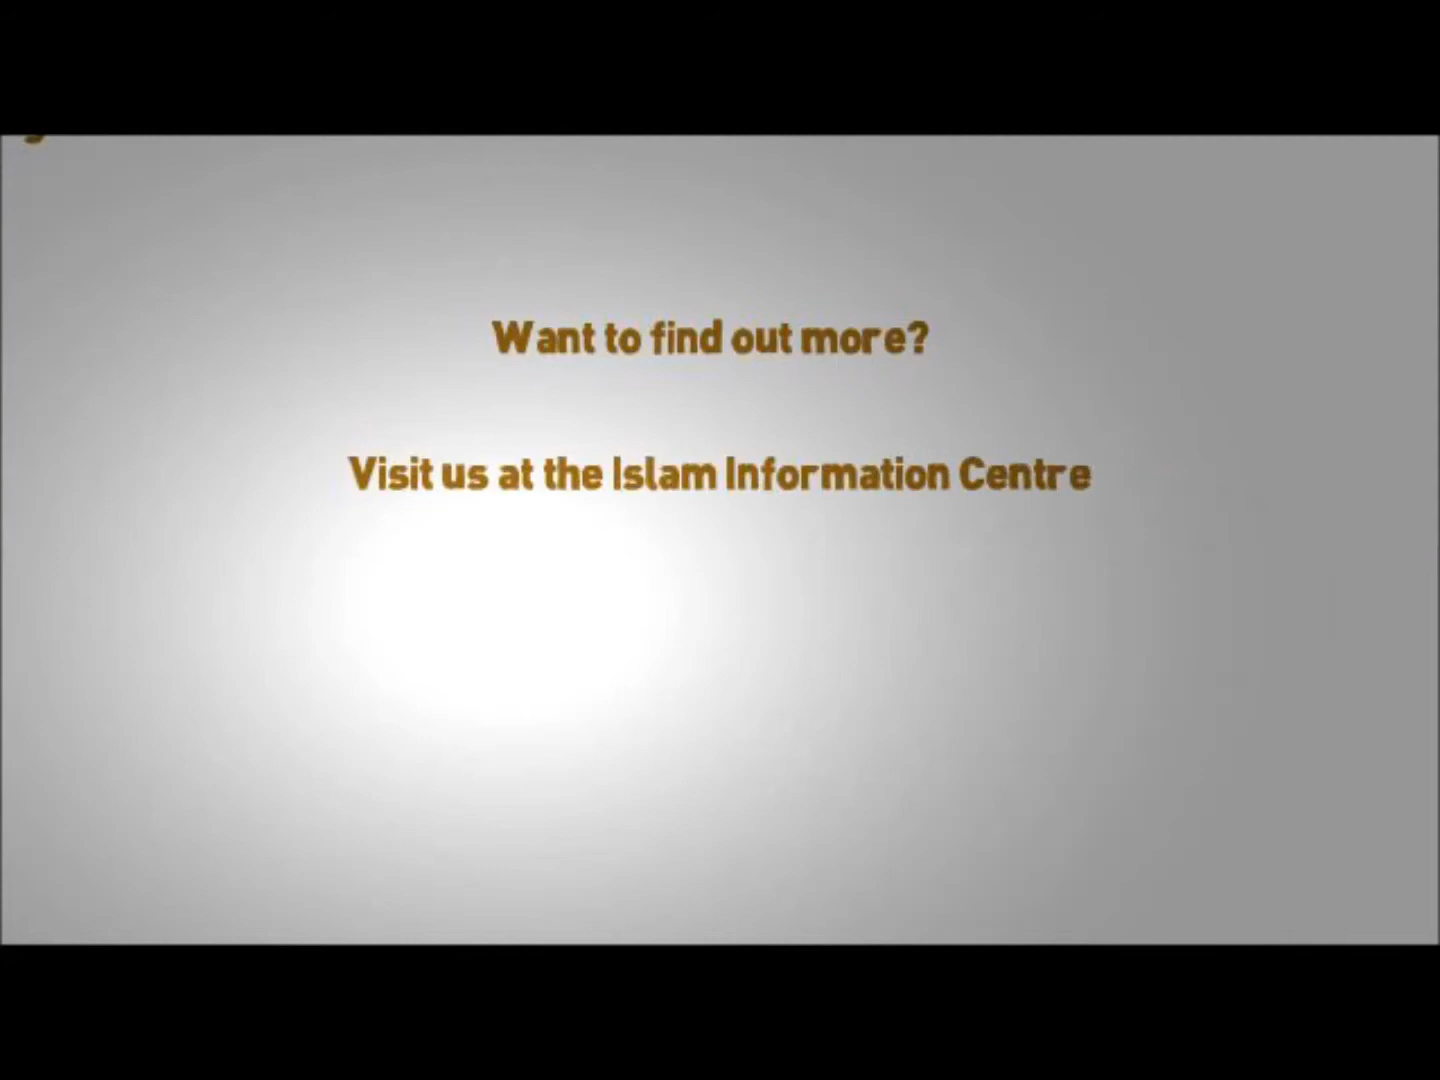 Want to find out more?
Visit us at the Islam Information Centre